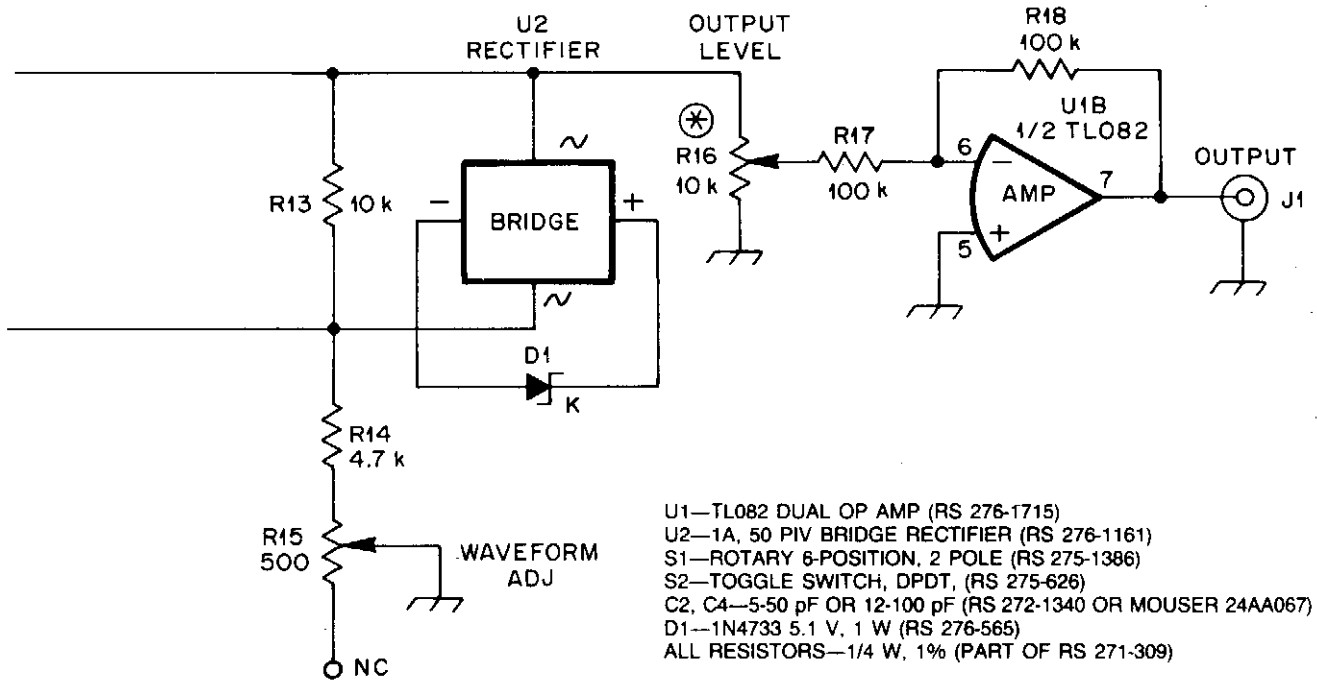 U2
RECTIFIER
OUTPUT
LEVEL
R18
100 k
U1B
1/2 TL082
R13
10 k
~
-
BRIDGE
+
~
*
R16
10 k
R17
100 k
6
-
AMP
7
5
+
OUTPUT
J1
D1
K
R14
4.7 k
R15
500
WAVEFORM
ADJ
NC
U1—TL082 DUAL OP AMP (RS 276-1715)
U2—1A, 50 PIV BRIDGE RECTIFIER (RS 276-1161)
S1—ROTARY 6-POSITION, 2 POLE (RS 275-1386)
S2—TOGGLE SWITCH, DPDT, (RS 275-626)
C2, C4—5-50 pF OR 12-100 pF (RS 272-1340 OR MOUSER 24AA067)
D1—1N4733 5.1 V, 1 W (RS 276-565)
ALL RESISTORS—1/4 W, 1% (PART OF RS 271-309)